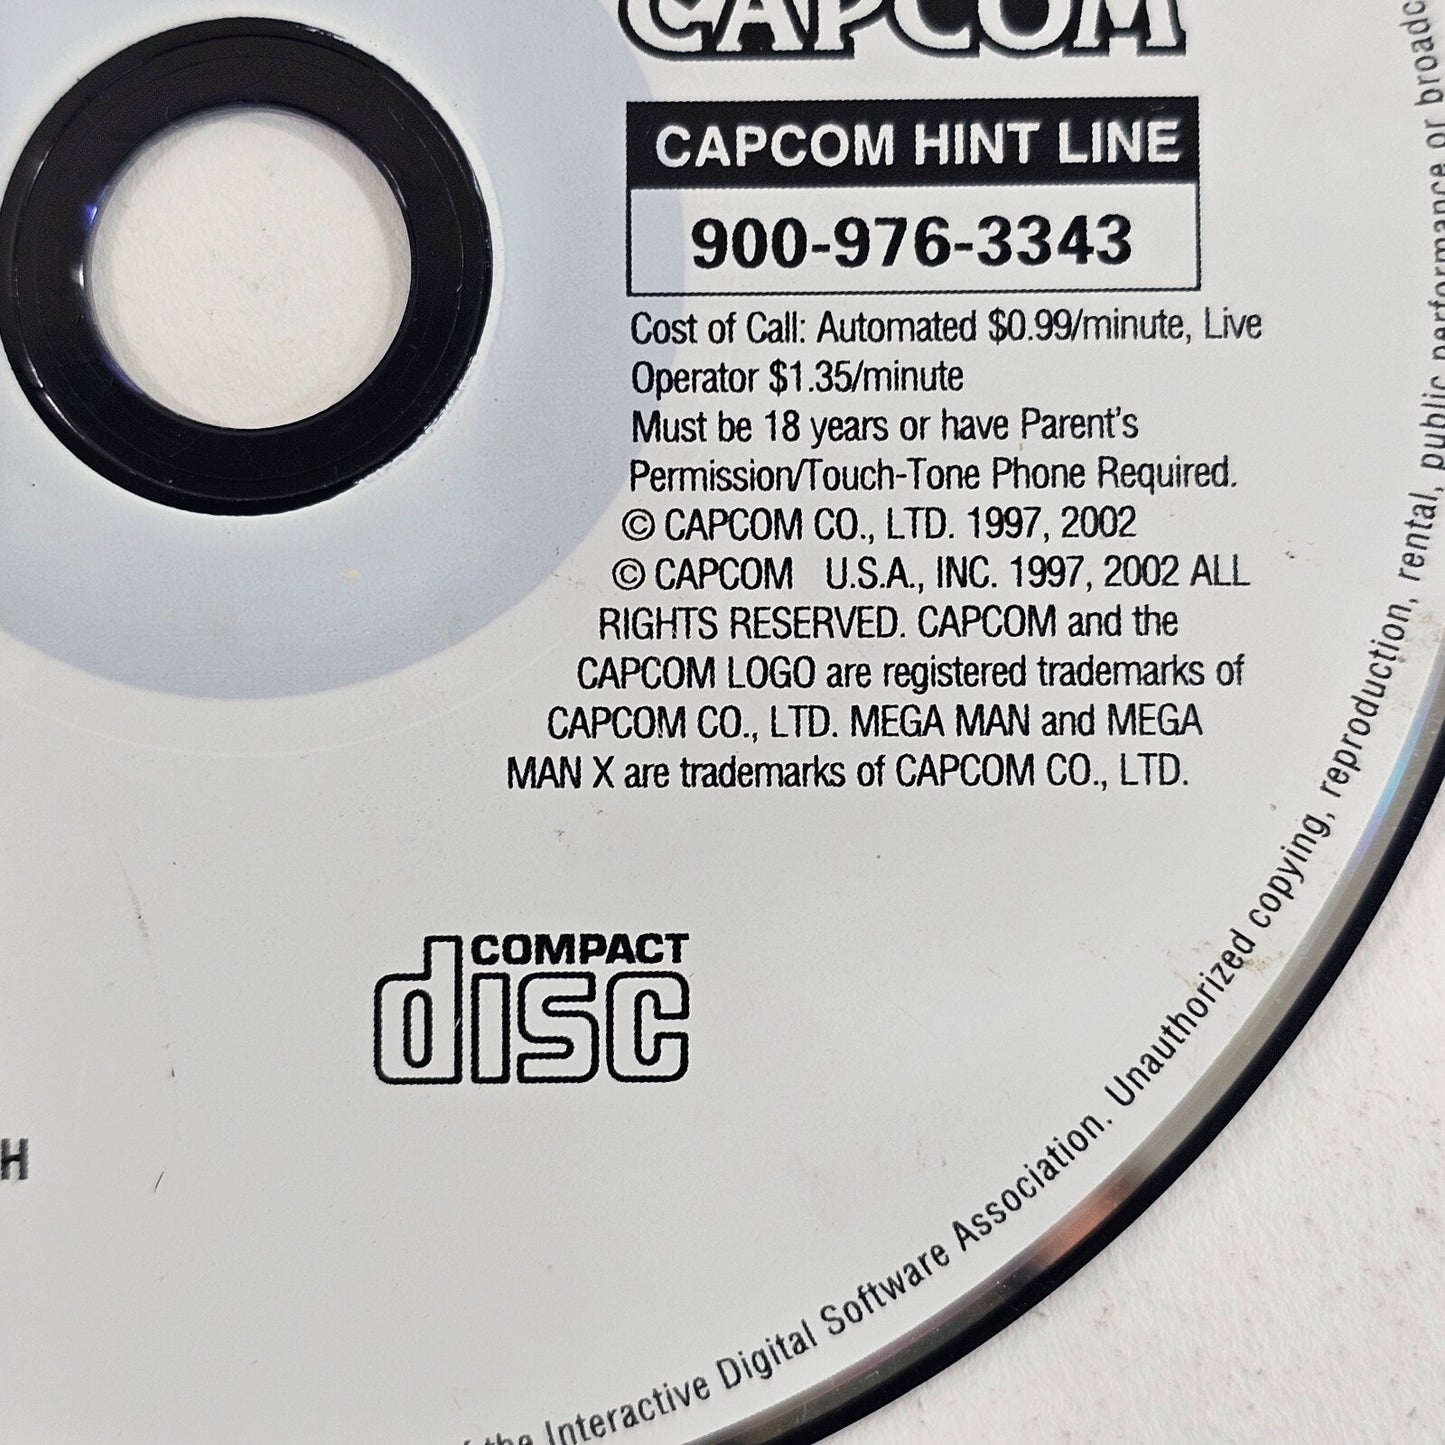 CAPCOM
CAPCOM HINT LINE
900-976-3343
Cost of Call: Automated $0.99/minute, Live
Operator $1.35/minute
Must be 18 years or have Parent's
Permission/Touch-Tone Phone Required.
© CAPCOM CO., LTD. 1997, 2002
© CAPCOM U.S.A., INC. 1997, 2002 ALL
RIGHTS RESERVED. CAPCOM and the
CAPCOM LOGO are registered trademarks of
CAPCOM CO., LTD. MEGA MAN and MEGA
MAN X are trademarks of CAPCOM CO., LTD.
COMPACT
disc
H
the Interactive Digital Software Association. Unauthorized copying, reproduction, rental, public performance or broadc